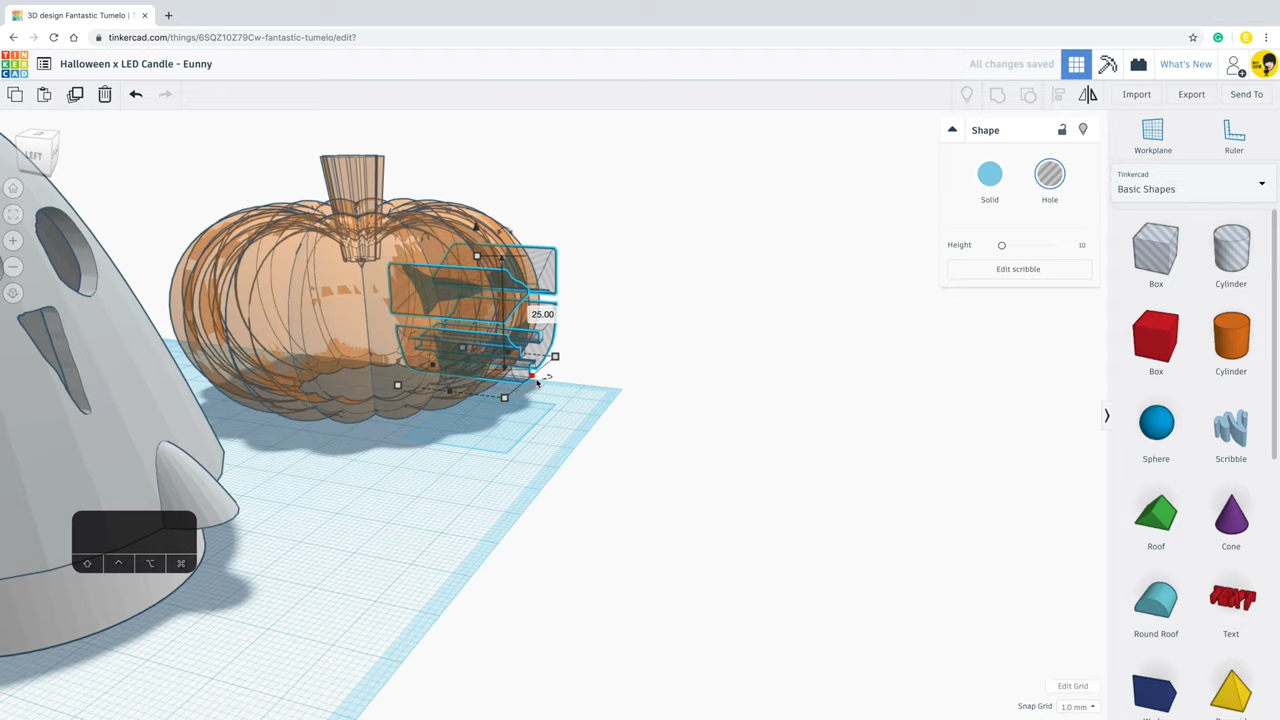 3D design Fantastic Tumelo | T
tinkercad.com/things/6SQZ10Z79Cw-fantastic-tumelo/edit?
TIN
KER
CAD
Halloween x LED Candle - Eunny
All changes saved
What's New
Import
Export
Send To
LEFT
Shape
Solid
Hole
Height
10
Edit scribble
25.00
Workplane
Ruler
Tinkercad
Basic Shapes
Box
Cylinder
Box
Cylinder
Sphere
Scribble
Roof
Cone
Round Roof
TEXT
Text
Edit Grid
Snap Grid
1.0 mm